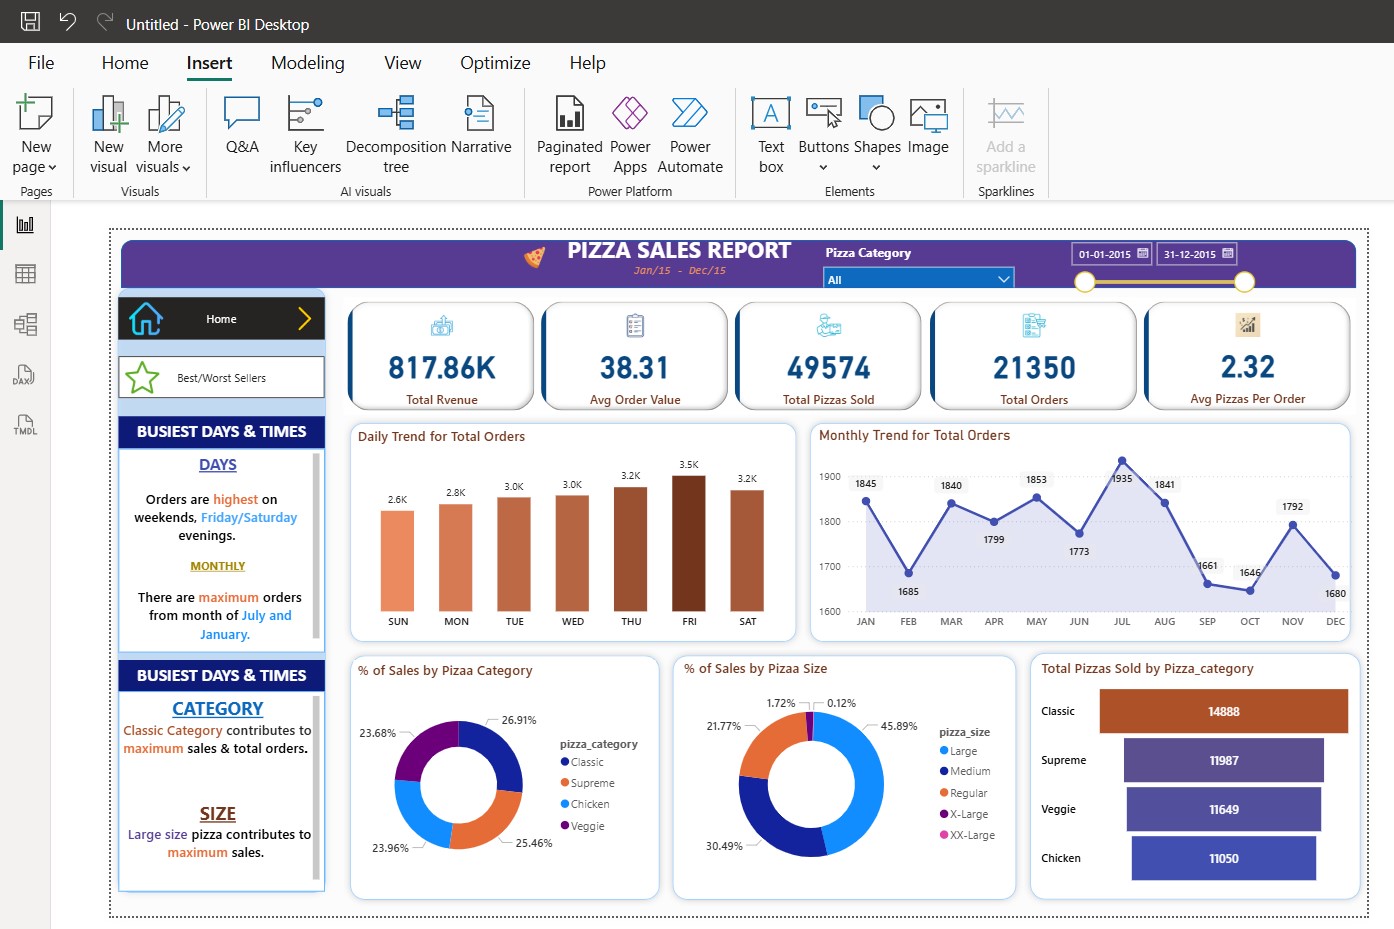 Untitled - Power BI Desktop
File Home Insert Modeling View Optimize Help
New page
New visual
More visuals
Q&A
Key influencers
Decomposition tree
Narrative
Paginated report
Power Apps
Power Automate
Text box
Buttons
Shapes
Image
Add a sparkline
Pages
Visuals
AI visuals
Power Platform
Elements
Sparklines
DAX
TMDL
PIZZA SALES REPORT
Jan/15 - Dec/15
Pizza Category
All
01-01-2015
31-12-2015
Home
Best/Worst Sellers
BUSIEST DAYS & TIMES
DAYS
Orders are highest on
weekends, Friday/Saturday
evenings.
MONTHLY
There are maximum orders
from month of July and
January.
BUSIEST DAYS & TIMES
CATEGORY
Classic Category contributes to
maximum sales & total orders.
SIZE
Large size pizza contributes to
maximum sales.
817.86K
Total Rvenue
38.31
Avg Order Value
49574
Total Pizzas Sold
21350
Total Orders
2.32
Avg Pizzas Per Order
Daily Trend for Total Orders
2.6K 2.8K 3.0K 3.0K 3.2K 3.5K 3.2K
SUN MON TUE WED THU FRI SAT
Monthly Trend for Total Orders
1900
1800
1700
1600
1845 1685 1840 1799 1853 1773 1935 1841 1661 1646 1792 1680
JAN FEB MAR APR MAY JUN JUL AUG SEP OCT NOV DEC
% of Sales by Pizaa Category
26.91%
25.46%
23.96%
23.68%
pizza_category
Classic
Supreme
Chicken
Veggie
% of Sales by Pizaa Size
1.72%
0.12%
21.77%
45.89%
30.49%
pizza_size
Large
Medium
Regular
X-Large
XX-Large
Total Pizzas Sold by Pizza_category
Classic 14888
Supreme 11987
Veggie 11649
Chicken 11050